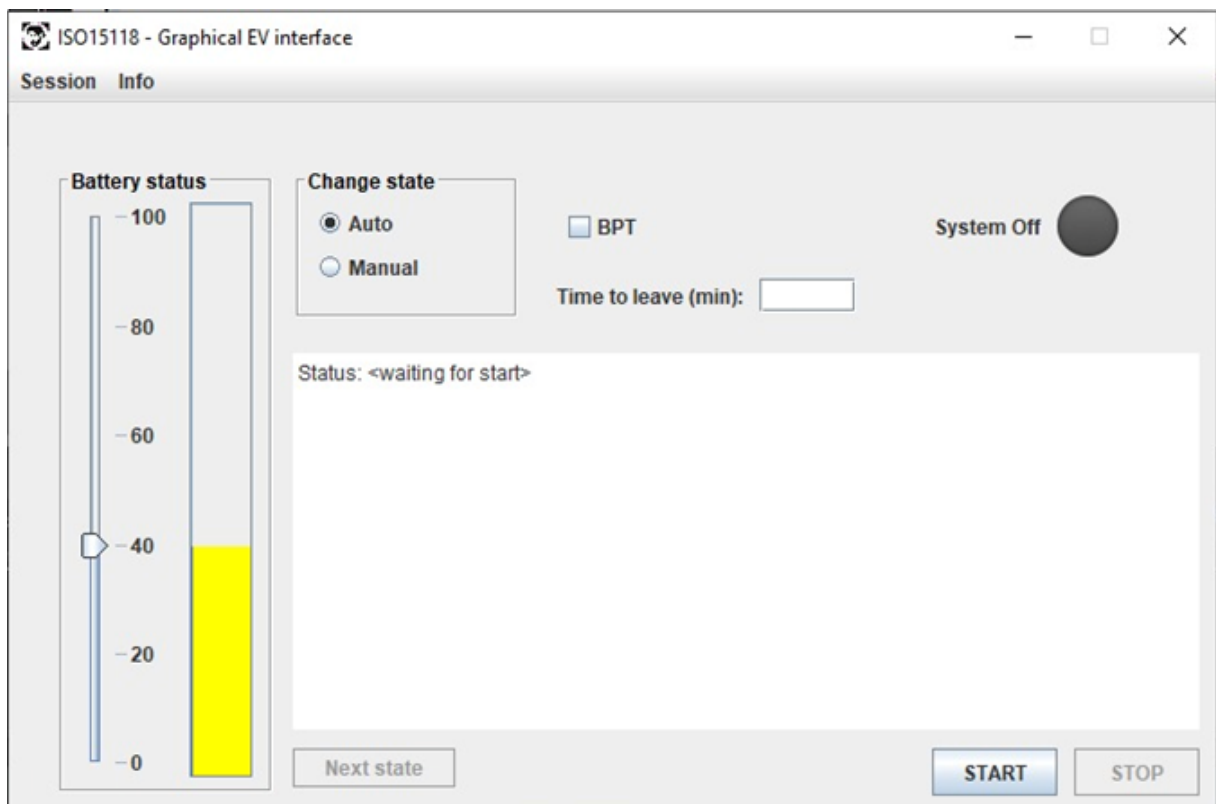 ISO15118 - Graphical EV interface
Session Info
Battery status
100
80
60
40
20
0
Change state
Auto
Manual
BPT
Time to leave (min):
System Off
Status: <waiting for start>
Next state
START
STOP